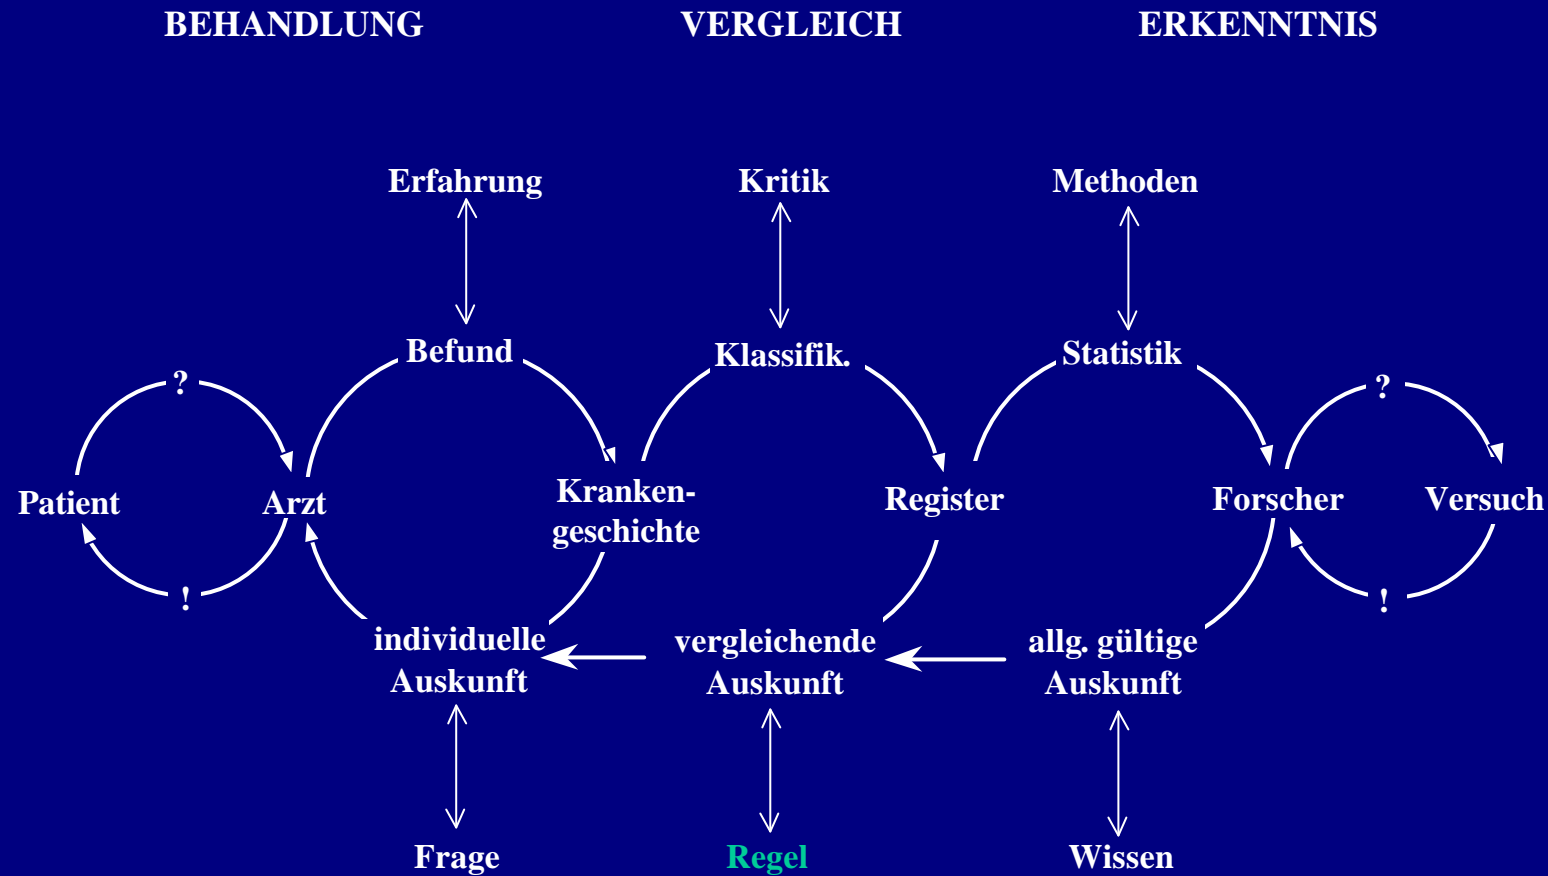 BEHANDLUNG VERGLEICH ERKENNTNIS
Erfahrung Kritik Methoden
Befund Klassifik. Statistik
? ?
Patient Arzt Kranken- Register Forscher Versuch
geschichte
! !
individuelle vergleichende allg. gültige
Auskunft Auskunft Auskunft
Frage Regel Wissen